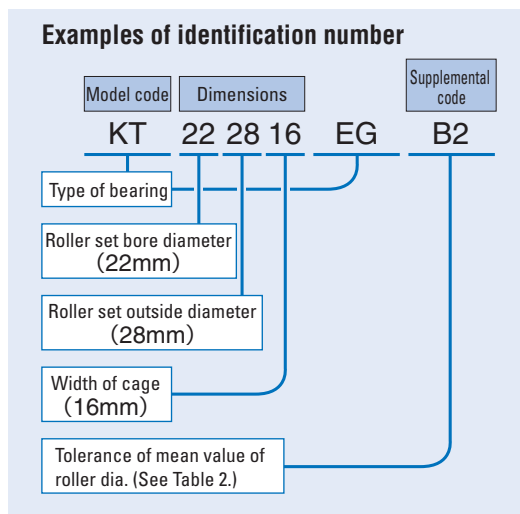 Examples of identification number
Model code Dimensions Supplemental
code
KT 22 28 16 EG B2
Type of bearing
Roller set bore diameter
(22mm)
Roller set outside diameter
(28mm)
Width of cage
(16mm)
Tolerance of mean value of
roller dia. (See Table 2.)